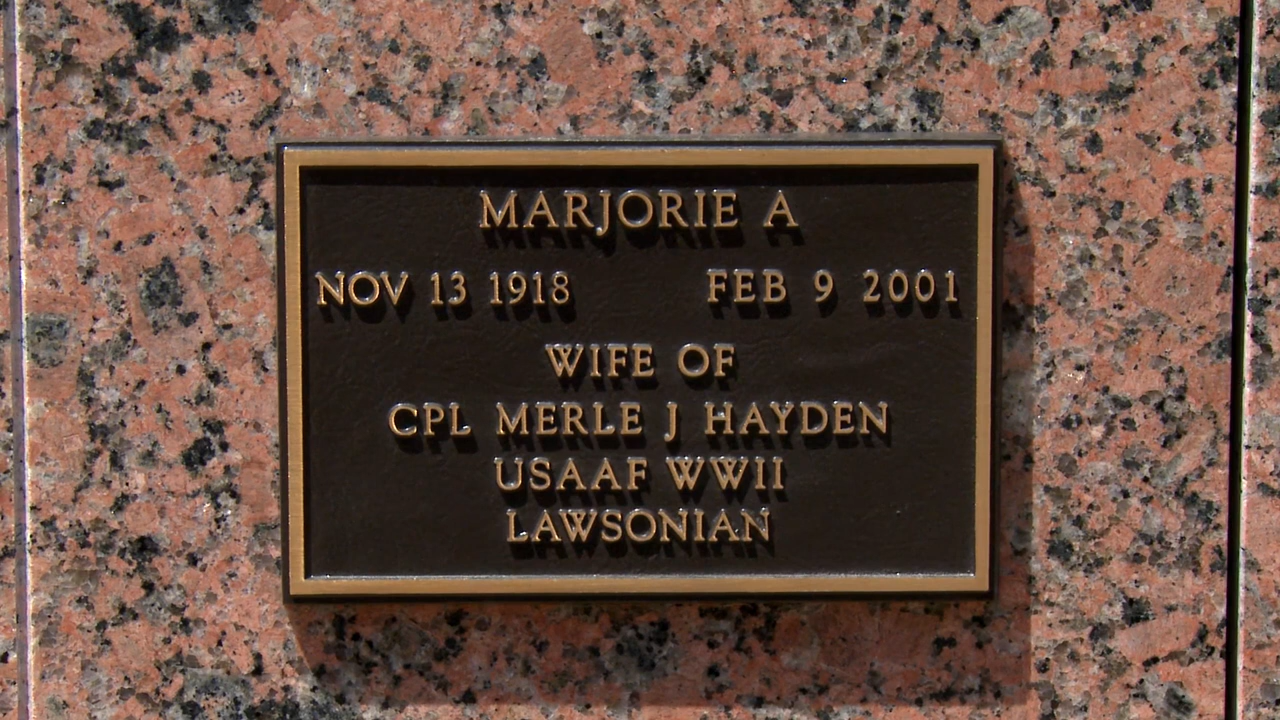 MARJORIE A
NOV 13 1918 FEB 9 2001
WIFE OF
CPL MERLE J HAYDEN
USAAF WWII
LAWSONIAN